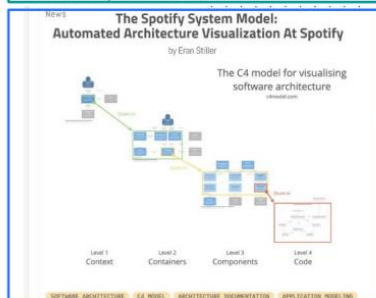 News
The Spotify System Model:
Automated Architecture Visualization At Spotify
by Eran Stiller
The C4 model for visualising
software architecture
c4model.com
Level 1
Context
Level 2
Containers
Level 3
Components
Level 4
Code
SOFTWARE ARCHITECTURE
C4 MODEL
ARCHITECTURE DOCUMENTATION
APPLICATION MODELING